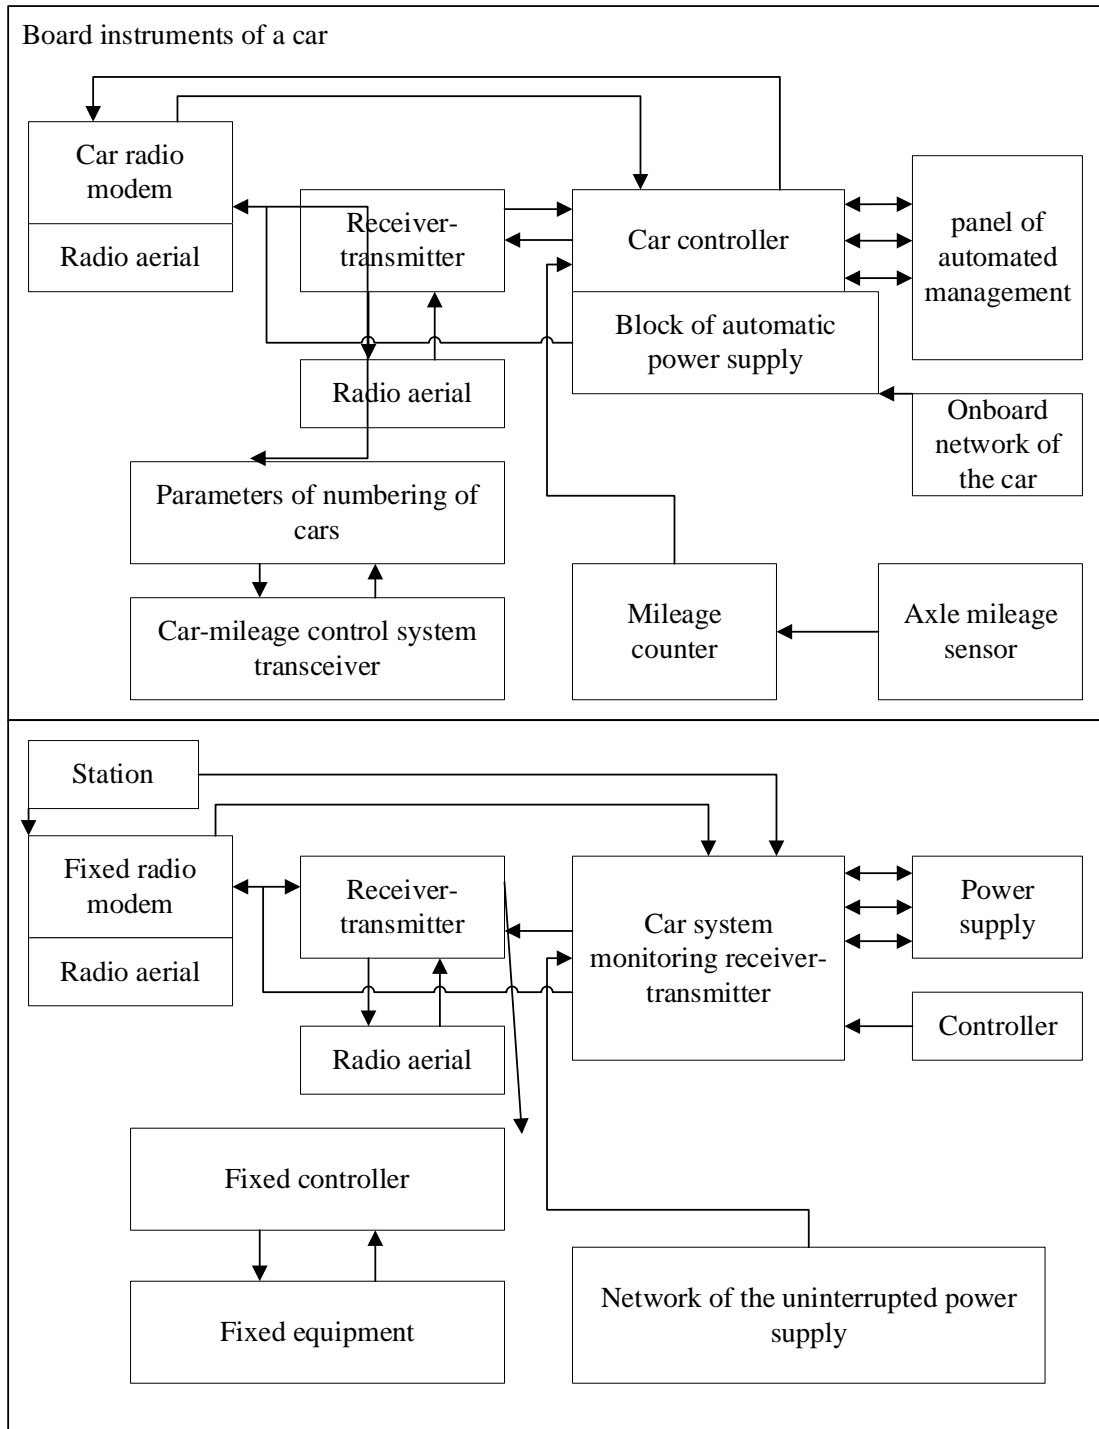 Board instruments of a car
Car radio
modem
Radio aerial
Receiver-
transmitter
Radio aerial
Car controller
Block of automatic
power supply
panel of
automated
management
Onboard
network of
the car
Parameters of numbering of
cars
Car-mileage control system
transceiver
Mileage
counter
Axle mileage
sensor
Station
Fixed radio
modem
Radio aerial
Receiver-
transmitter
Radio aerial
Car system
monitoring receiver-
transmitter
Power
supply
Controller
Fixed controller
Fixed equipment
Network of the uninterrupted power
supply